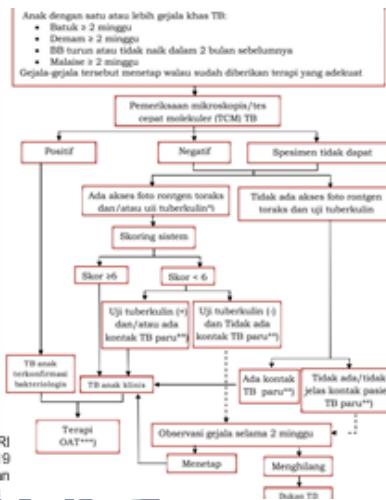 Anak dengan satu atau lebih gejala khas TB:
• Batuk ≥ 2 minggu
• Demam ≥ 2 minggu
• BB turun atau tidak naik dalam 2 bulan sebelumnya
• Malaise ≥ 2 minggu
Gejala-gejala tersebut menetap walau sudah diberikan terapi yang adekuat
Pemeriksaan mikroskopis/tes
cepat molekuler (TCM) TB
Positif
Negatif
Spesimen tidak dapat
Ada akses foto rontgen toraks
dan/atau uji tuberkulin*)
Tidak ada akses foto rontgen
toraks dan uji tuberkulin
Skoring sistem
Skor ≥6
Skor < 6
Uji tuberkulin (+)
dan/atau ada
kontak TB paru**)
Uji tuberkulin (-)
dan Tidak ada
kontak TB paru**)
TB anak
terkonfirmasi
bakteriologis
TB anak klinis
Ada kontak
TB paru**)
Tidak ada/tidak
jelas kontak pasien
TB paru**)
Terapi
OAT***)
Observasi gejala selama 2 minggu
Menetap
Menghilang
Bukan TB
RI
19
an